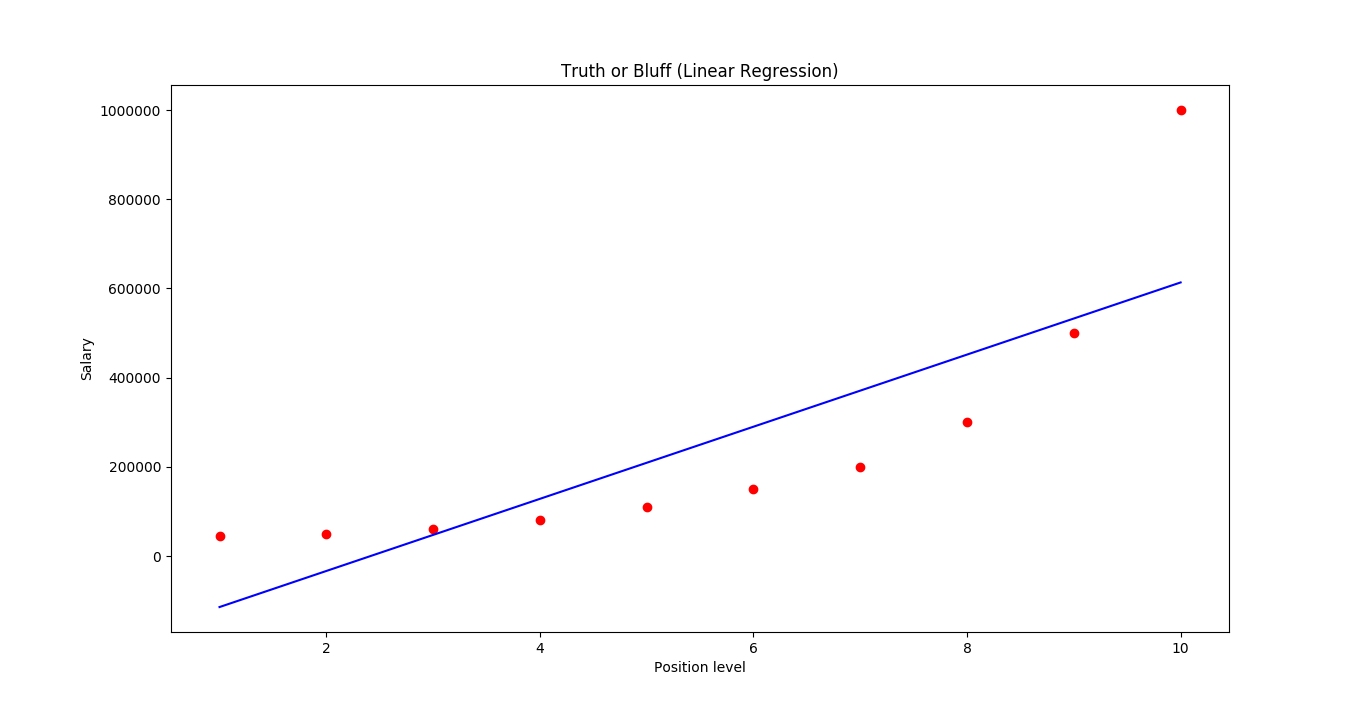 Truth or Bluff (Linear Regression)
1000000
800000
600000
400000
200000
0
Salary
2 4 6 8 10
Position level